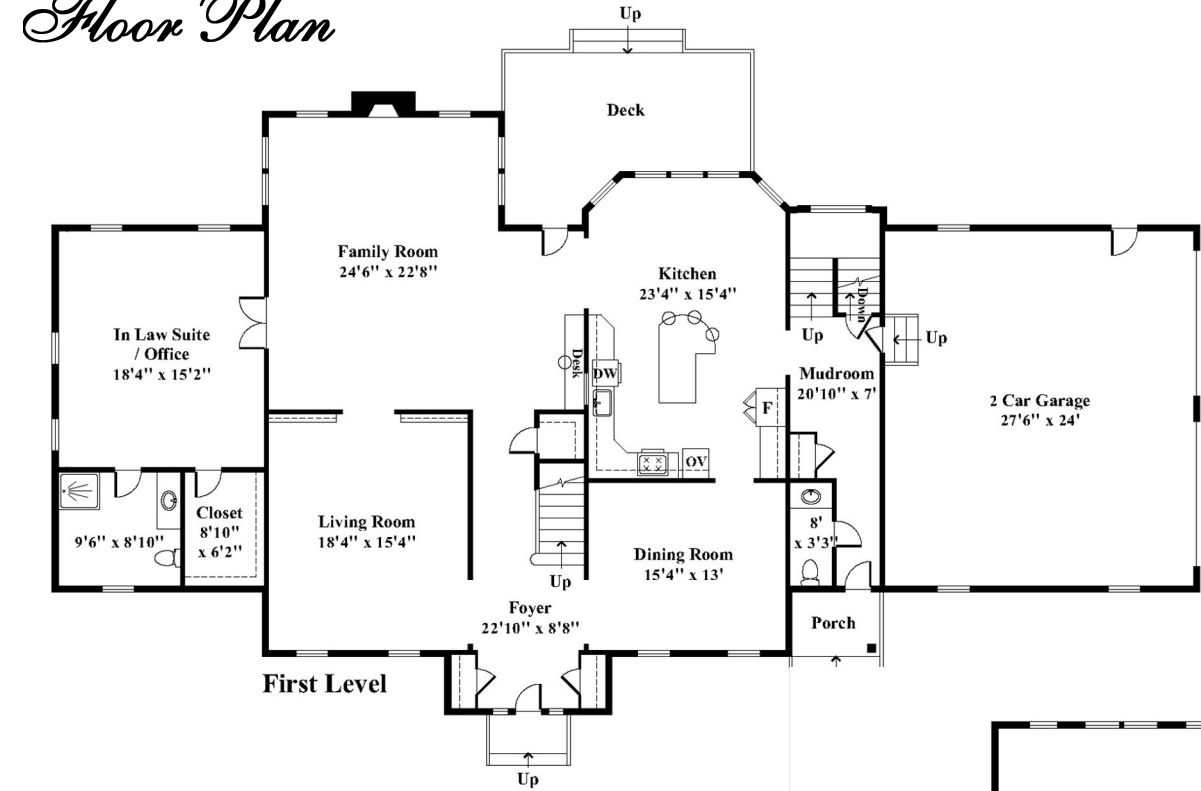 Floor Plan
Up
Deck
Family Room
24'6" x 22'8"
Kitchen
23'4" x 15'4"
Down
Up
Up
In Law Suite
/ Office
18'4" x 15'2"
Desk
DW
Mudroom
20'10" x 7'
F
2 Car Garage
27'6" x 24'
OV
Closet
8'10"
x 6'2"
9'6" x 8'10"
Living Room
18'4" x 15'4"
8'
x 3'3"
Dining Room
15'4" x 13'
Up
Foyer
22'10" x 8'8"
Porch
First Level
Up